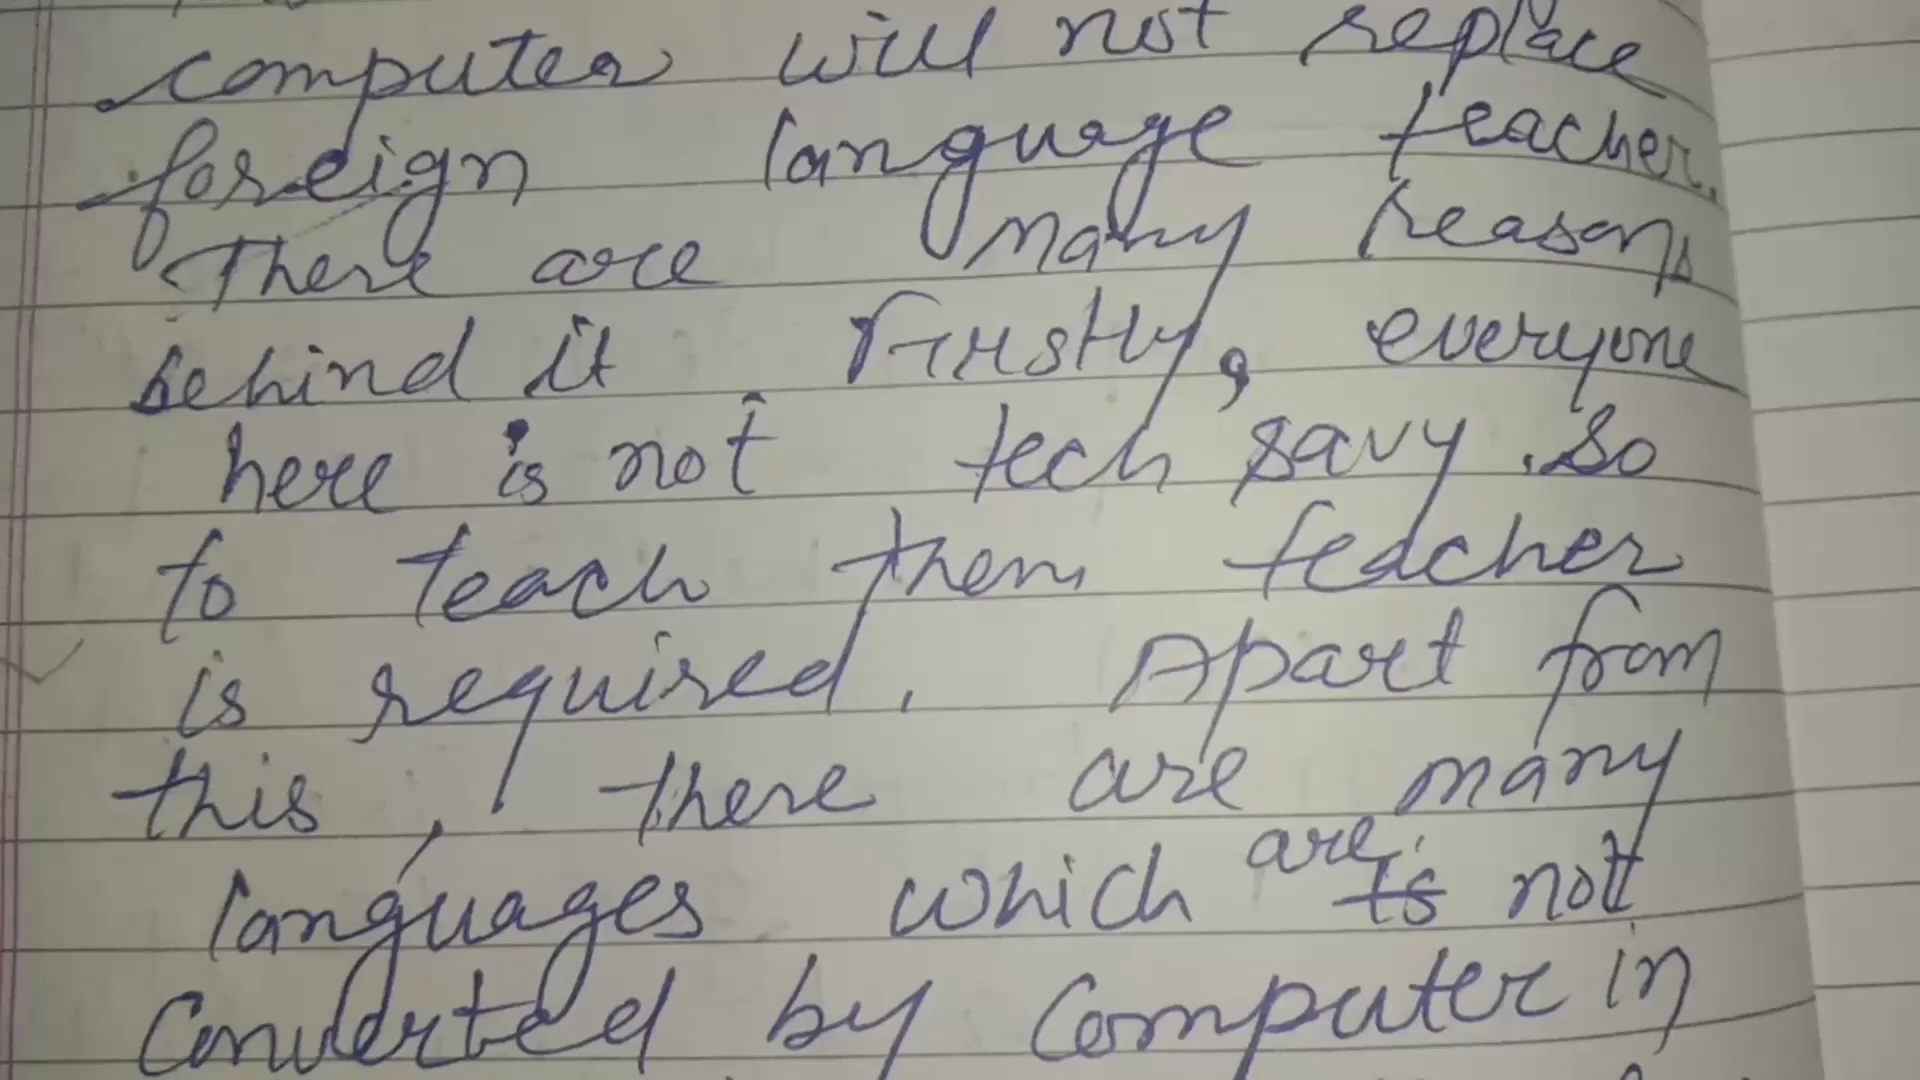 computer will not replace
foreign language teacher.
There are many reasons
behind it Firstly, everyone
here is not tech savy. So
to teach them teacher
is required. Apart from
this, there are many
languages which are is not
Converted by Computer in